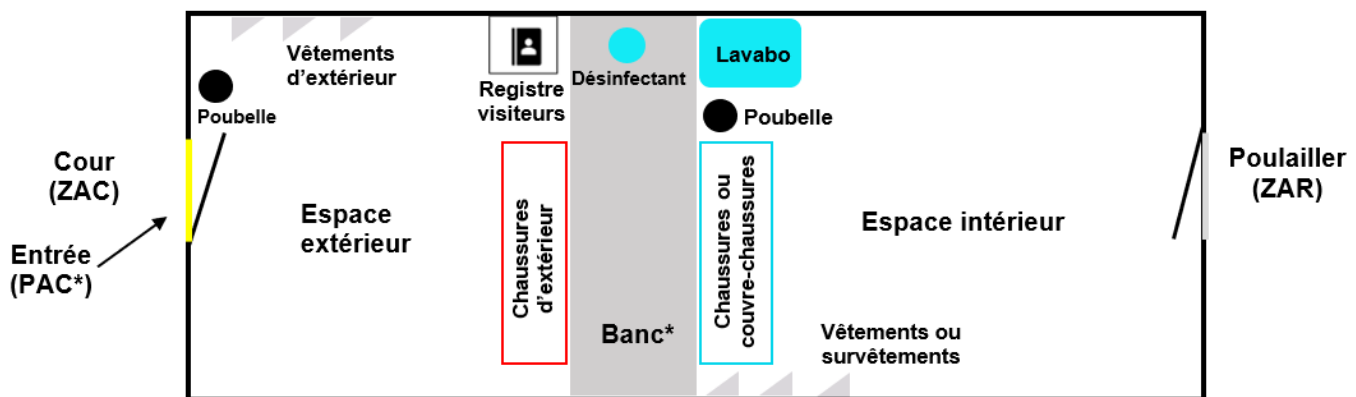 Cour
(ZAC)
Entrée
(PAC*)
Vêtements
d'extérieur
Poubelle
Espace
extérieur
Registre
visiteurs
Chaussures
d'extérieur
Désinfectant
Banc*
Lavabo
Poubelle
Chaussures ou
couvre-chaussures
Espace intérieur
Vêtements ou
survêtements
Poulailler
(ZAR)